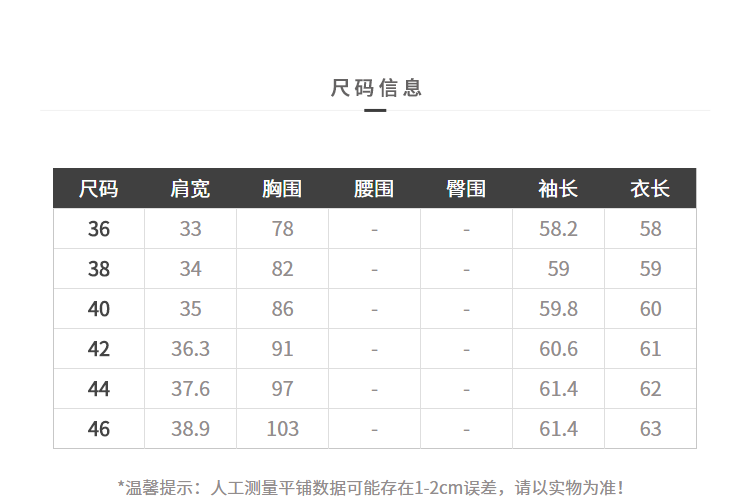 尺码信息
尺码 肩宽 胸围 腰围 臀围 袖长 衣长
36 33 78 - - 58.2 58
38 34 82 - - 59 59
40 35 86 - - 59.8 60
42 36.3 91 - - 60.6 61
44 37.6 97 - - 61.4 62
46 38.9 103 - - 61.4 63
*温馨提示：人工测量平铺数据可能存在1-2cm误差，请以实物为准！